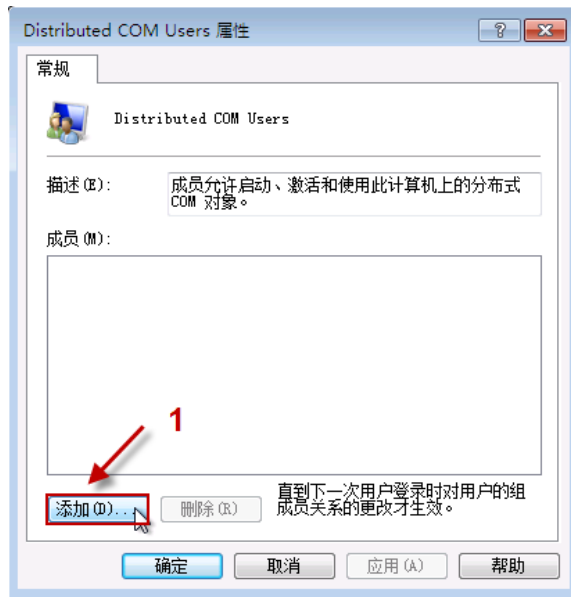 Distributed COM Users 属性
常规
Distributed COM Users
描述(E):
成员允许启动、激活和使用此计算机上的分布式
COM 对象。
成员(M):
1
添加(D)...
删除(R)
直到下一次用户登录时对用户的组
成员关系的更改才生效。
确定
取消
应用(A)
帮助